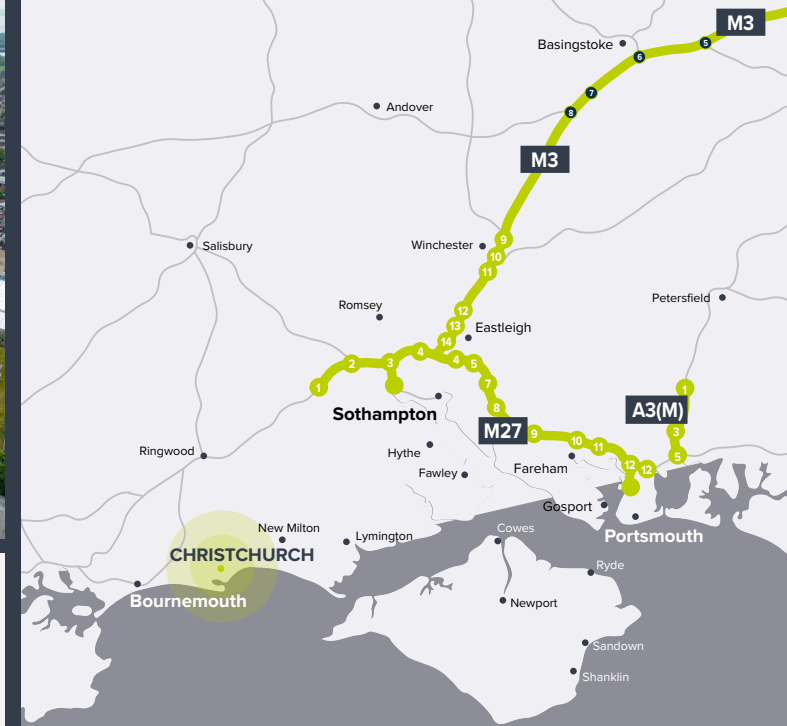 M3
5
Basingstoke
6
7
Andover
8
M3
9
Salisbury
Winchester
10
11
Petersfield
Romsey
12
13
Eastleigh
14
4
4
3
2
5
1
7
1
8
Sothampton
A3(M)
M27
9
10
11
3
Ringwood
Hythe
12
12
5
Fareham
Fawley
Gosport
New Milton
Cowes
Lymington
Portsmouth
CHRISTCHURCH
Ryde
Bournemouth
Newport
Sandown
Shanklin